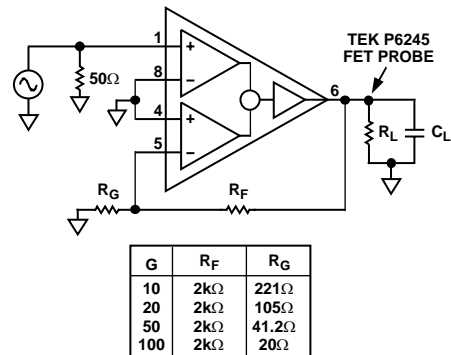 TEK P6245
FET PROBE
1
8
4
5
6
50Ω
R_L
C_L
R_G
R_F
G R_F R_G
10 2kΩ 221Ω
20 2kΩ 105Ω
50 2kΩ 41.2Ω
100 2kΩ 20Ω